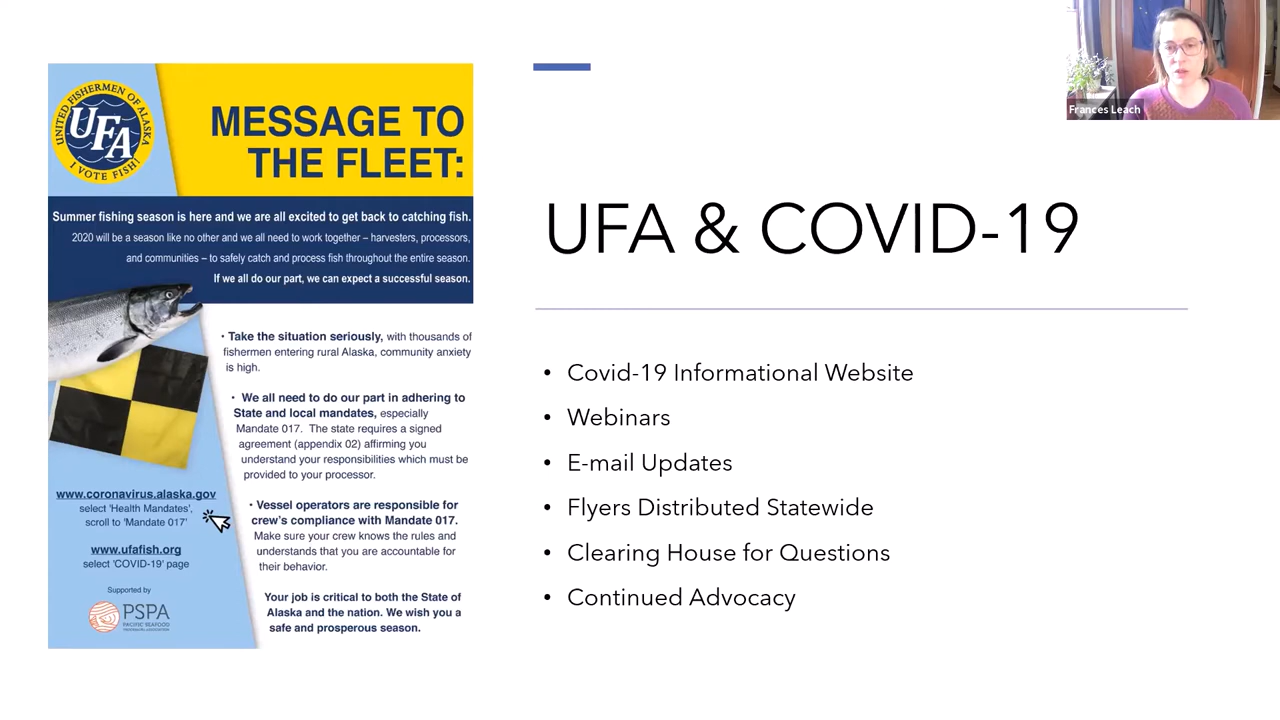 UNITED FISHERMEN OF ALASKA
UFA
I VOTE FISH!
MESSAGE TO
THE FLEET:
Summer fishing season is here and we are all excited to get back to catching fish.
2020 will be a season like no other and we all need to work together – harvesters, processors,
and communities – to safely catch and process fish throughout the entire season.
If we all do our part, we can expect a successful season.
• Take the situation seriously, with thousands of
fishermen entering rural Alaska, community anxiety
is high.
• We all need to do our part in adhering to
State and local mandates, especially
Mandate 017. The state requires a signed
agreement (appendix 02) affirming you
understand your responsibilities which must be
provided to your processor.
• Vessel operators are responsible for
crew's compliance with Mandate 017.
Make sure your crew knows the rules and
understands that you are accountable for
their behavior.
Your job is critical to both the State of
Alaska and the nation. We wish you a
safe and prosperous season.
www.coronavirus.alaska.gov
select 'Health Mandates',
scroll to 'Mandate 017'
www.ufafish.org
select 'COVID-19' page
Supported by
PSPA
PACIFIC SEAFOOD
UFA & COVID-19
• Covid-19 Informational Website
• Webinars
• E-mail Updates
• Flyers Distributed Statewide
• Clearing House for Questions
• Continued Advocacy
Frances Leach